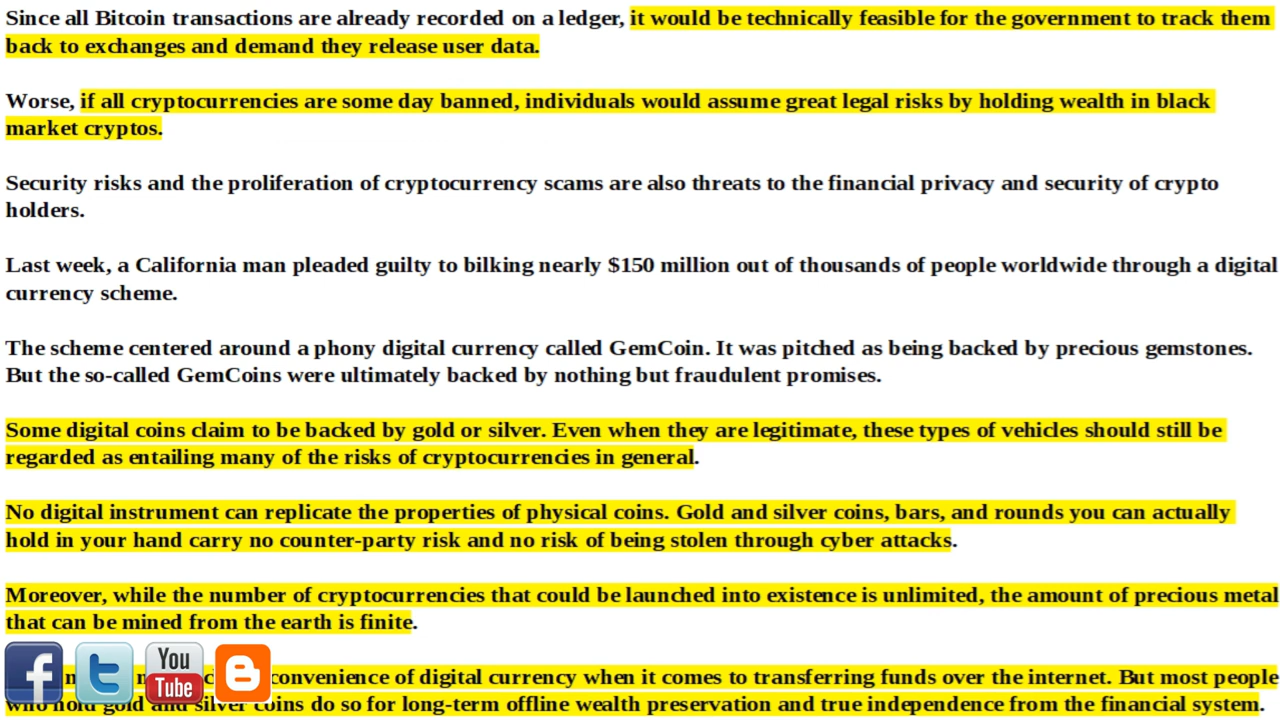 Since all Bitcoin transactions are already recorded on a ledger, it would be technically feasible for the government to track them
back to exchanges and demand they release user data.
Worse, if all cryptocurrencies are some day banned, individuals would assume great legal risks by holding wealth in black
market cryptos.
Security risks and the proliferation of cryptocurrency scams are also threats to the financial privacy and security of crypto
holders.
Last week, a California man pleaded guilty to bilking nearly $150 million out of thousands of people worldwide through a digital
currency scheme.
The scheme centered around a phony digital currency called GemCoin. It was pitched as being backed by precious gemstones.
But the so-called GemCoins were ultimately backed by nothing but fraudulent promises.
Some digital coins claim to be backed by gold or silver. Even when they are legitimate, these types of vehicles should still be
regarded as entailing many of the risks of cryptocurrencies in general.
No digital instrument can replicate the properties of physical coins. Gold and silver coins, bars, and rounds you can actually
hold in your hand carry no counter-party risk and no risk of being stolen through cyber attacks.
Moreover, while the number of cryptocurrencies that could be launched into existence is unlimited, the amount of precious metal
that can be mined from the earth is finite.
convenience of digital currency when it comes to transferring funds over the internet. But most people
who hold gold and silver coins do so for long-term offline wealth preservation and true independence from the financial system.
f t You Tube B